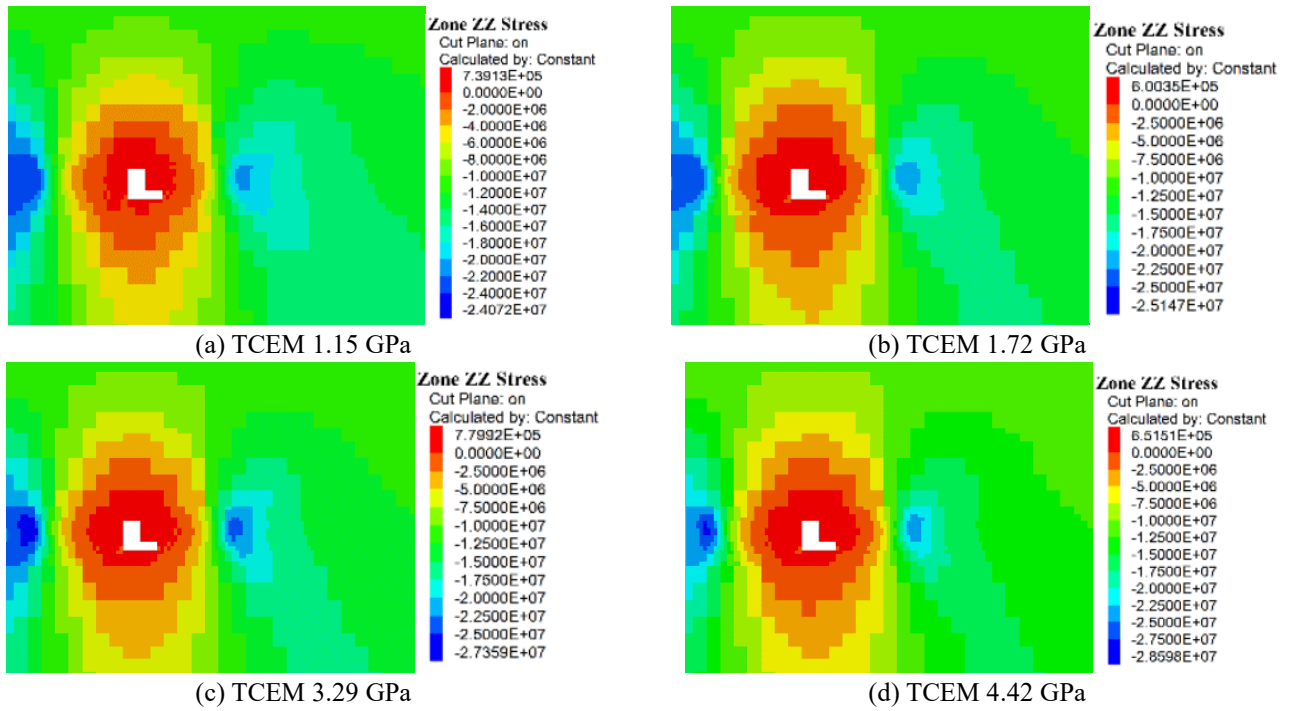 Zone ZZ Stress
Cut Plane: on
Calculated by: Constant
7.3913E+05
0.0000E+00
-2.0000E+06
-4.0000E+06
-6.0000E+06
-8.0000E+06
-1.0000E+07
-1.2000E+07
-1.4000E+07
-1.6000E+07
-1.8000E+07
-2.0000E+07
-2.2000E+07
-2.4000E+07
-2.4072E+07
(a) TCEM 1.15 GPa
Zone ZZ Stress
Cut Plane: on
Calculated by: Constant
6.0035E+05
0.0000E+00
-2.5000E+06
-5.0000E+06
-7.5000E+06
-1.0000E+07
-1.2500E+07
-1.5000E+07
-1.7500E+07
-2.0000E+07
-2.2500E+07
-2.5000E+07
-2.5147E+07
(b) TCEM 1.72 GPa
Zone ZZ Stress
Cut Plane: on
Calculated by: Constant
7.7992E+05
0.0000E+00
-2.5000E+06
-5.0000E+06
-7.5000E+06
-1.0000E+07
-1.2500E+07
-1.5000E+07
-1.7500E+07
-2.0000E+07
-2.2500E+07
-2.5000E+07
-2.7359E+07
(c) TCEM 3.29 GPa
Zone ZZ Stress
Cut Plane: on
Calculated by: Constant
6.5151E+05
0.0000E+00
-2.5000E+06
-5.0000E+06
-7.5000E+06
-1.0000E+07
-1.2500E+07
-1.5000E+07
-1.7500E+07
-2.0000E+07
-2.2500E+07
-2.5000E+07
-2.7500E+07
-2.8598E+07
(d) TCEM 4.42 GPa